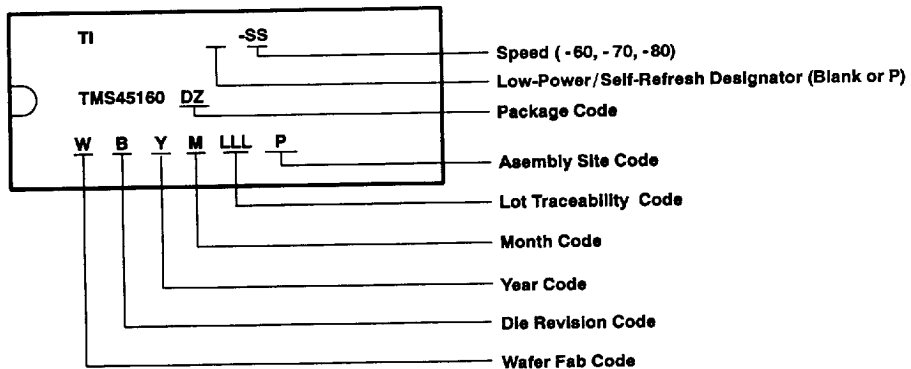 TI -SS
Speed (-60, -70, -80)
Low-Power/Self-Refresh Designator (Blank or P)
TMS45160 DZ
Package Code
W B Y M LLL P
Asembly Site Code
Lot Traceability Code
Month Code
Year Code
Die Revision Code
Wafer Fab Code